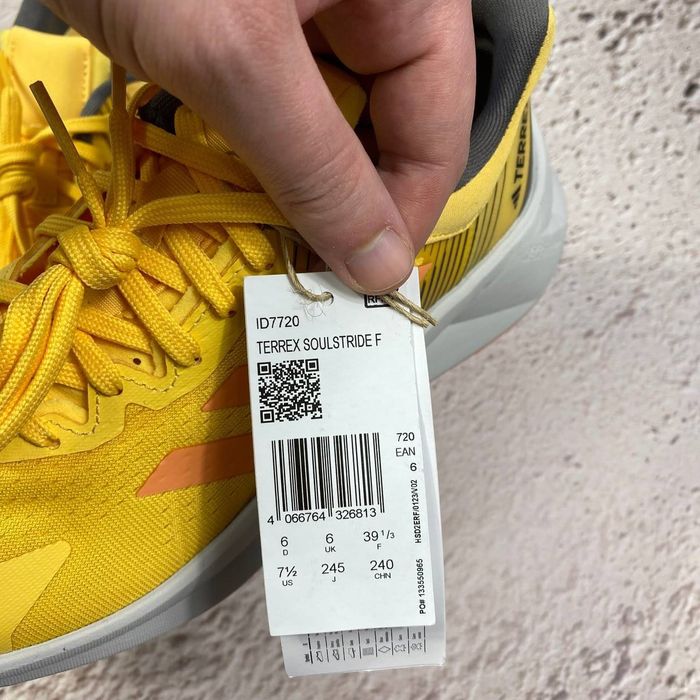 TERREX
ID7720
TERREX SOULSTRIDE F
720
EAN
6
4 066764 326813
6 6 39 1/3
D UK F
7½ 245 240
US J CHN
HSD2ERF/0123/V02
PO# 133550965